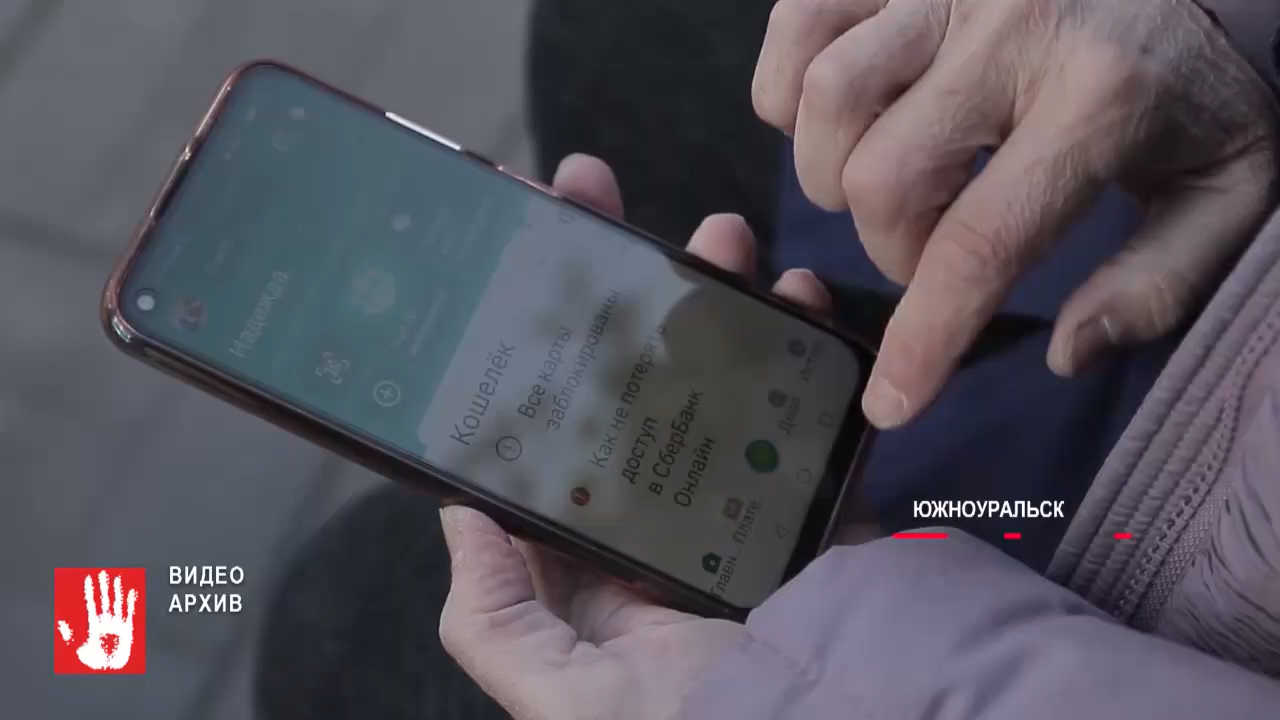 Надежда
Кошелёк
Все карты
заблокированы
Как не потерять
доступ
в СберБанк
Онлайн
Главн
Плате
ЮЖНОУРАЛЬСК
ВИДЕО
АРХИВ